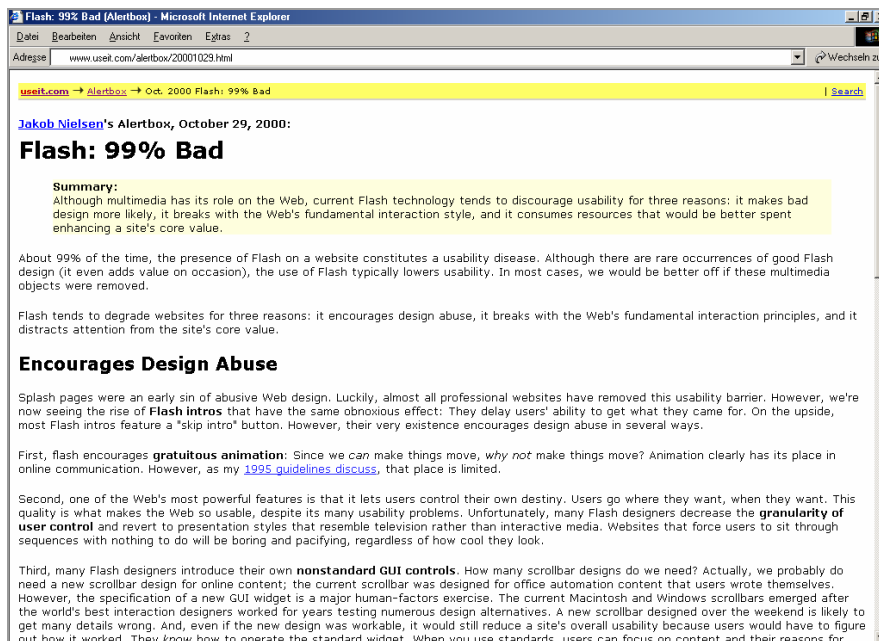 Flash: 99% Bad (Alertbox) - Microsoft Internet Explorer
Datei Bearbeiten Ansicht Favoriten Extras ?
Adresse www.useit.com/alertbox/20001029.html Wechseln zu
useit.com → Alertbox → Oct. 2000 Flash: 99% Bad | Search
Jakob Nielsen's Alertbox, October 29, 2000:
Flash: 99% Bad
Summary:
Although multimedia has its role on the Web, current Flash technology tends to discourage usability for three reasons: it makes bad
design more likely, it breaks with the Web's fundamental interaction style, and it consumes resources that would be better spent
enhancing a site's core value.
About 99% of the time, the presence of Flash on a website constitutes a usability disease. Although there are rare occurrences of good Flash
design (it even adds value on occasion), the use of Flash typically lowers usability. In most cases, we would be better off if these multimedia
objects were removed.
Flash tends to degrade websites for three reasons: it encourages design abuse, it breaks with the Web's fundamental interaction principles, and it
distracts attention from the site's core value.
Encourages Design Abuse
Splash pages were an early sin of abusive Web design. Luckily, almost all professional websites have removed this usability barrier. However, we're
now seeing the rise of Flash intros that have the same obnoxious effect: They delay users' ability to get what they came for. On the upside,
most Flash intros feature a "skip intro" button. However, their very existence encourages design abuse in several ways.
First, flash encourages gratuitous animation: Since we can make things move, why not make things move? Animation clearly has its place in
online communication. However, as my 1995 guidelines discuss, that place is limited.
Second, one of the Web's most powerful features is that it lets users control their own destiny. Users go where they want, when they want. This
quality is what makes the Web so usable, despite its many usability problems. Unfortunately, many Flash designers decrease the granularity of
user control and revert to presentation styles that resemble television rather than interactive media. Websites that force users to sit through
sequences with nothing to do will be boring and pacifying, regardless of how cool they look.
Third, many Flash designers introduce their own nonstandard GUI controls. How many scrollbar designs do we need? Actually, we probably do
need a new scrollbar design for online content; the current scrollbar was designed for office automation content that users wrote themselves.
However, the specification of a new GUI widget is a major human-factors exercise. The current Macintosh and Windows scrollbars emerged after
the world's best interaction designers worked for years testing numerous design alternatives. A new scrollbar designed over the weekend is likely to
get many details wrong. And, even if the new design was workable, it would still reduce a site's overall usability because users would have to figure
out how it worked. They know how to operate the standard widget. When you use standards, users can focus on content and their reasons for